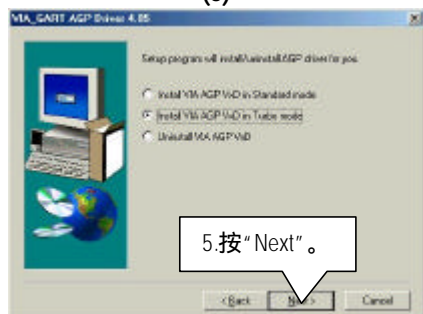 VIA_GART AGP Driver 4.05
Setup program will install/uninstall AGP driver for you.
Install VIA AGP VxD in Standard mode
Install VIA AGP VxD in Turbo mode
Uninstall VIA AGP VxD
5.按“Next”。
< Back
Next >
Cancel